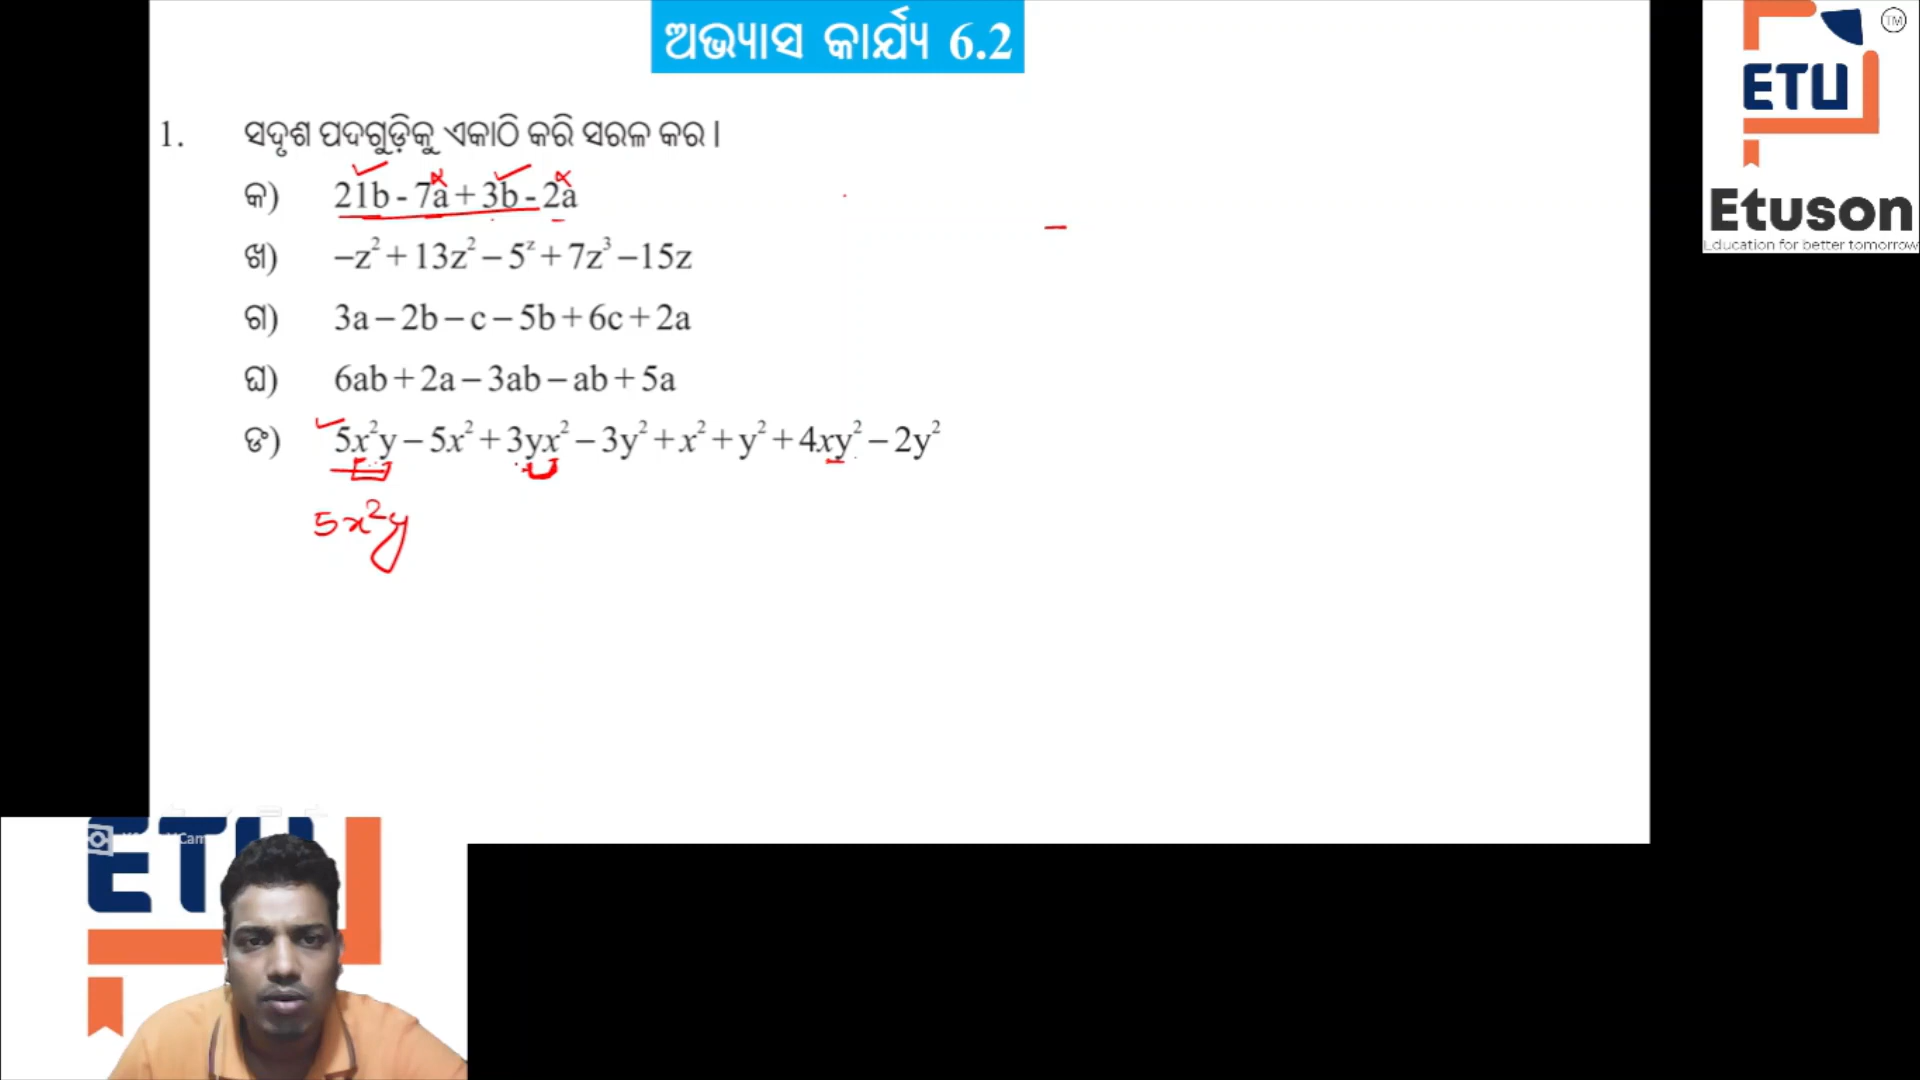 ଅଭ୍ୟାସ କାର୍ଯ୍ୟ 6.2
TM
ETU
Etuson
Education for better tomorrow
1. ସଦୃଶ ପଦଗୁଡ଼ିକୁ ଏକାଠି କରି ସରଳ କର।
କ) 21b - 7a + 3b - 2a
ଖ) –z² + 13z² – 5ᶻ + 7z³ –15z
ଗ) 3a – 2b – c – 5b + 6c + 2a
ଘ) 6ab + 2a – 3ab – ab + 5a
ଙ) 5x²y – 5x² + 3yx² – 3y² + x² + y² + 4xy² – 2y²
5x²y
ETU